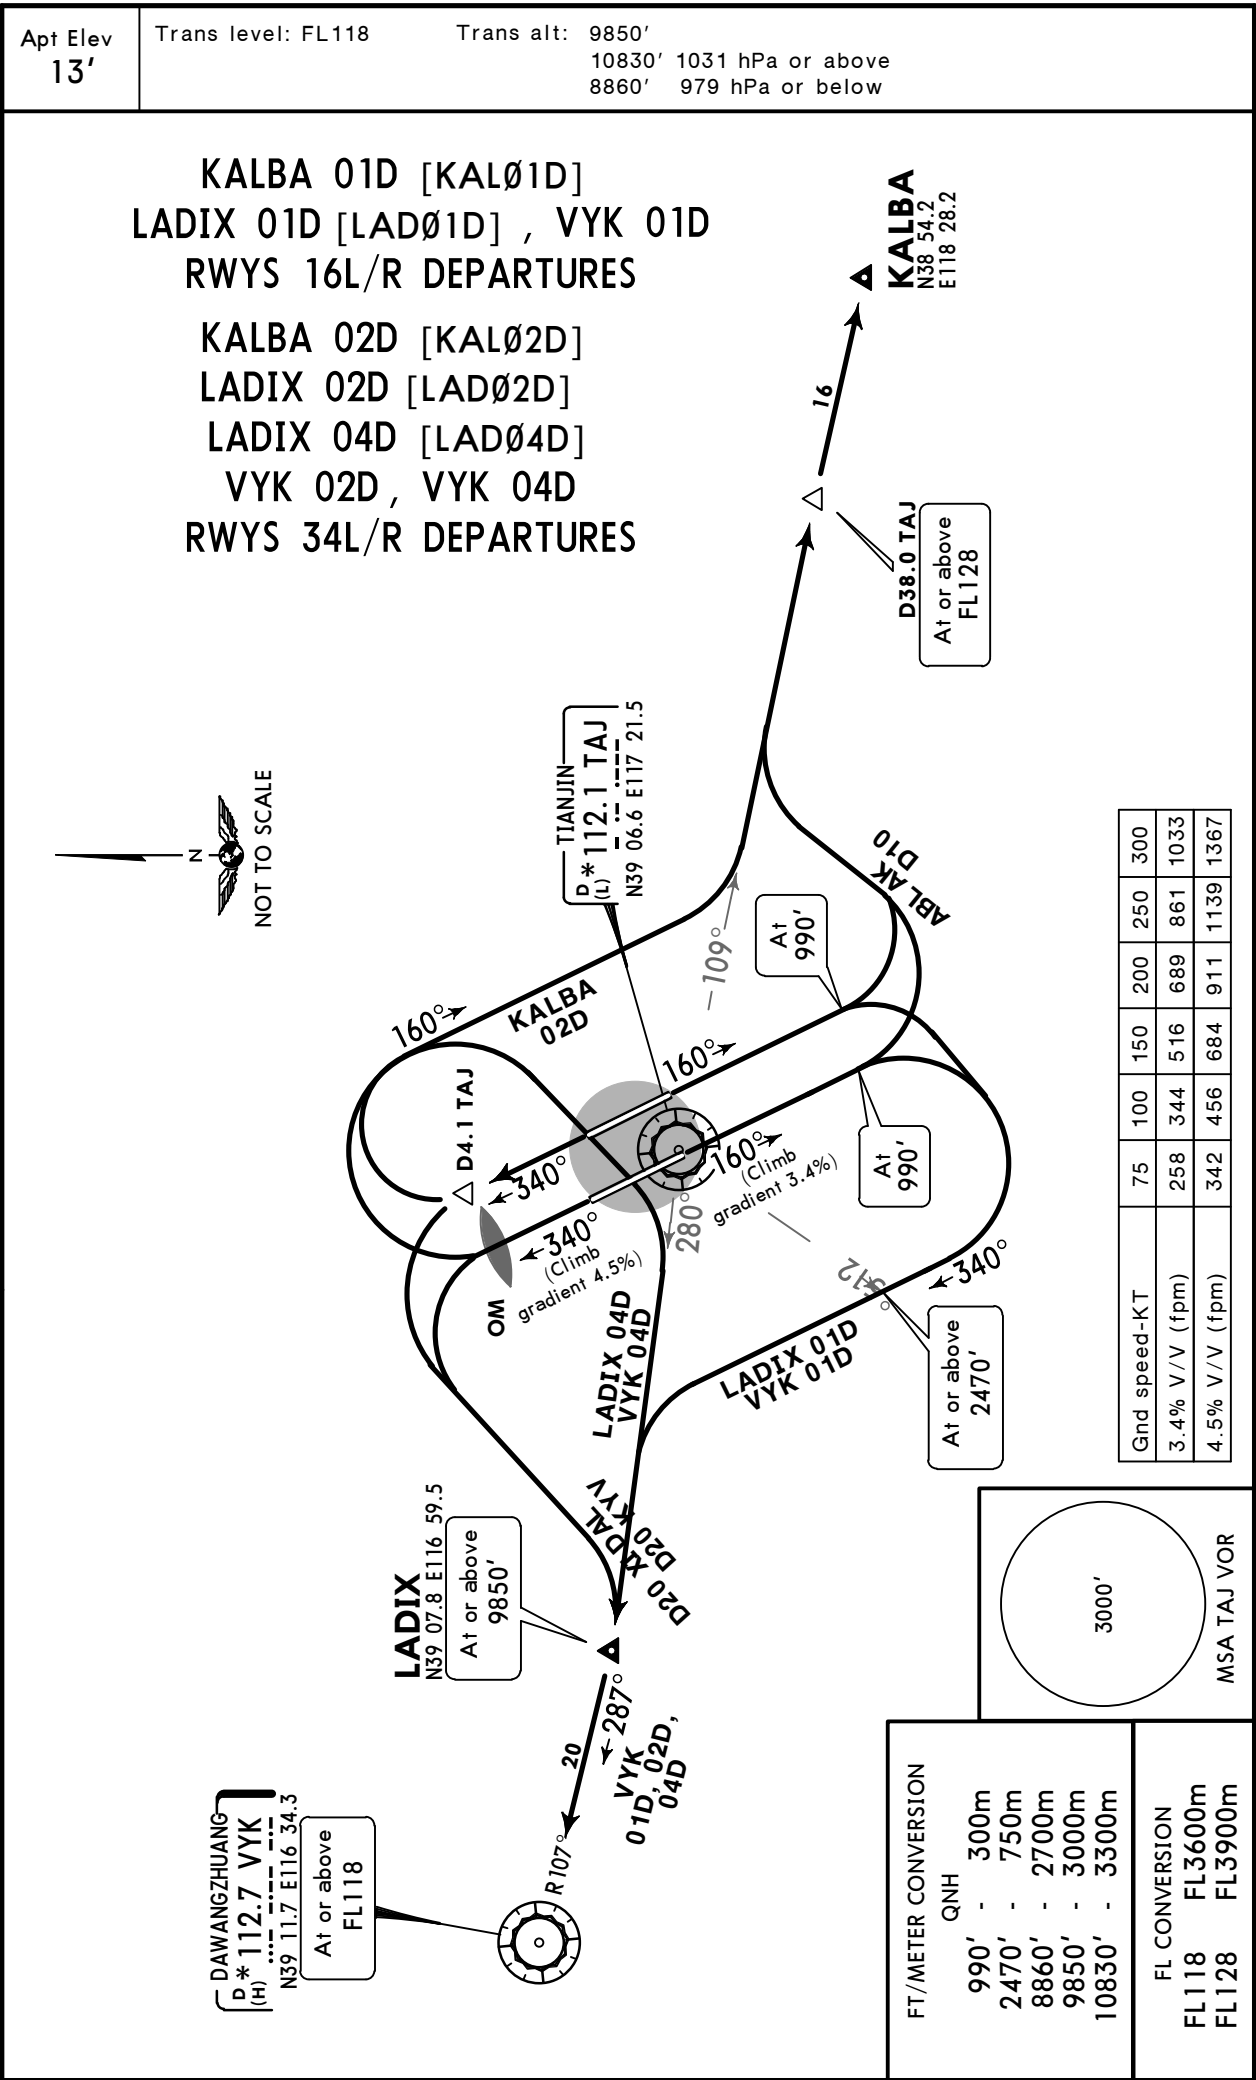 Apt Elev
13'
Trans level: FL118
Trans alt: 9850'
10830' 1031 hPa or above
8860' 979 hPa or below
KALBA 01D [KALØ1D]
LADIX 01D [LADØ1D] , VYK 01D
RWYS 16L/R DEPARTURES
KALBA 02D [KALØ2D]
LADIX 02D [LADØ2D]
LADIX 04D [LADØ4D]
VYK 02D, VYK 04D
RWYS 34L/R DEPARTURES
KALBA
N38 54.2
E118 28.2
16
D38.0 TAJ
At or above
FL128
N
NOT TO SCALE
TIANJIN
D
(L)
*112.1 TAJ
N39 06.6 E117 21.5
109°
At
990'
KALBA 01D
160°
KALBA
02D
160°
D4.1 TAJ
340°
340°
(Climb
gradient 4.5%)
160°
(Climb
gradient 3.4%)
280°
At
990'
OM
340°
At or above
2470'
LADIX 04D
VYK 04D
LADIX 01D
VYK 01D
LADIX 02D
VYK 02D
LADIX
N39 07.8 E116 59.5
At or above
9850'
20
287°
VYK
01D, 02D,
04D
R107°
DAWANGZHUANG
D
(H)
*112.7 VYK
N39 11.7 E116 34.3
At or above
FL118
Gnd speed-KT 75 100 150 200 250 300
3.4% V/V (fpm) 258 344 516 689 861 1033
4.5% V/V (fpm) 342 456 684 911 1139 1367
3000'
MSA TAJ VOR
FT/METER CONVERSION
QNH
990' - 300m
2470' - 750m
8860' - 2700m
9850' - 3000m
10830' - 3300m
FL CONVERSION
FL118 FL3600m
FL128 FL3900m